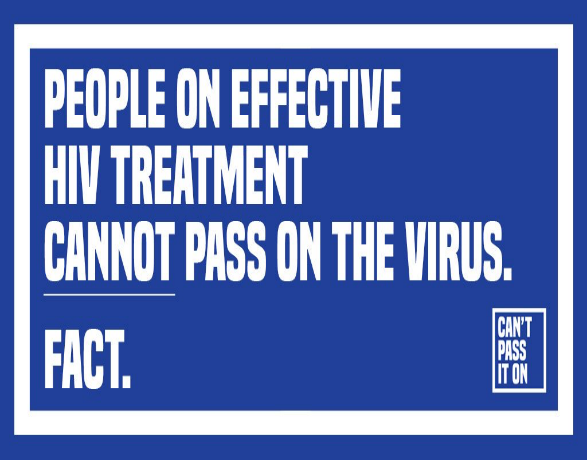 PEOPLE ON EFFECTIVE
HIV TREATMENT
CANNOT PASS ON THE VIRUS.
FACT.
CAN'T
PASS
IT ON